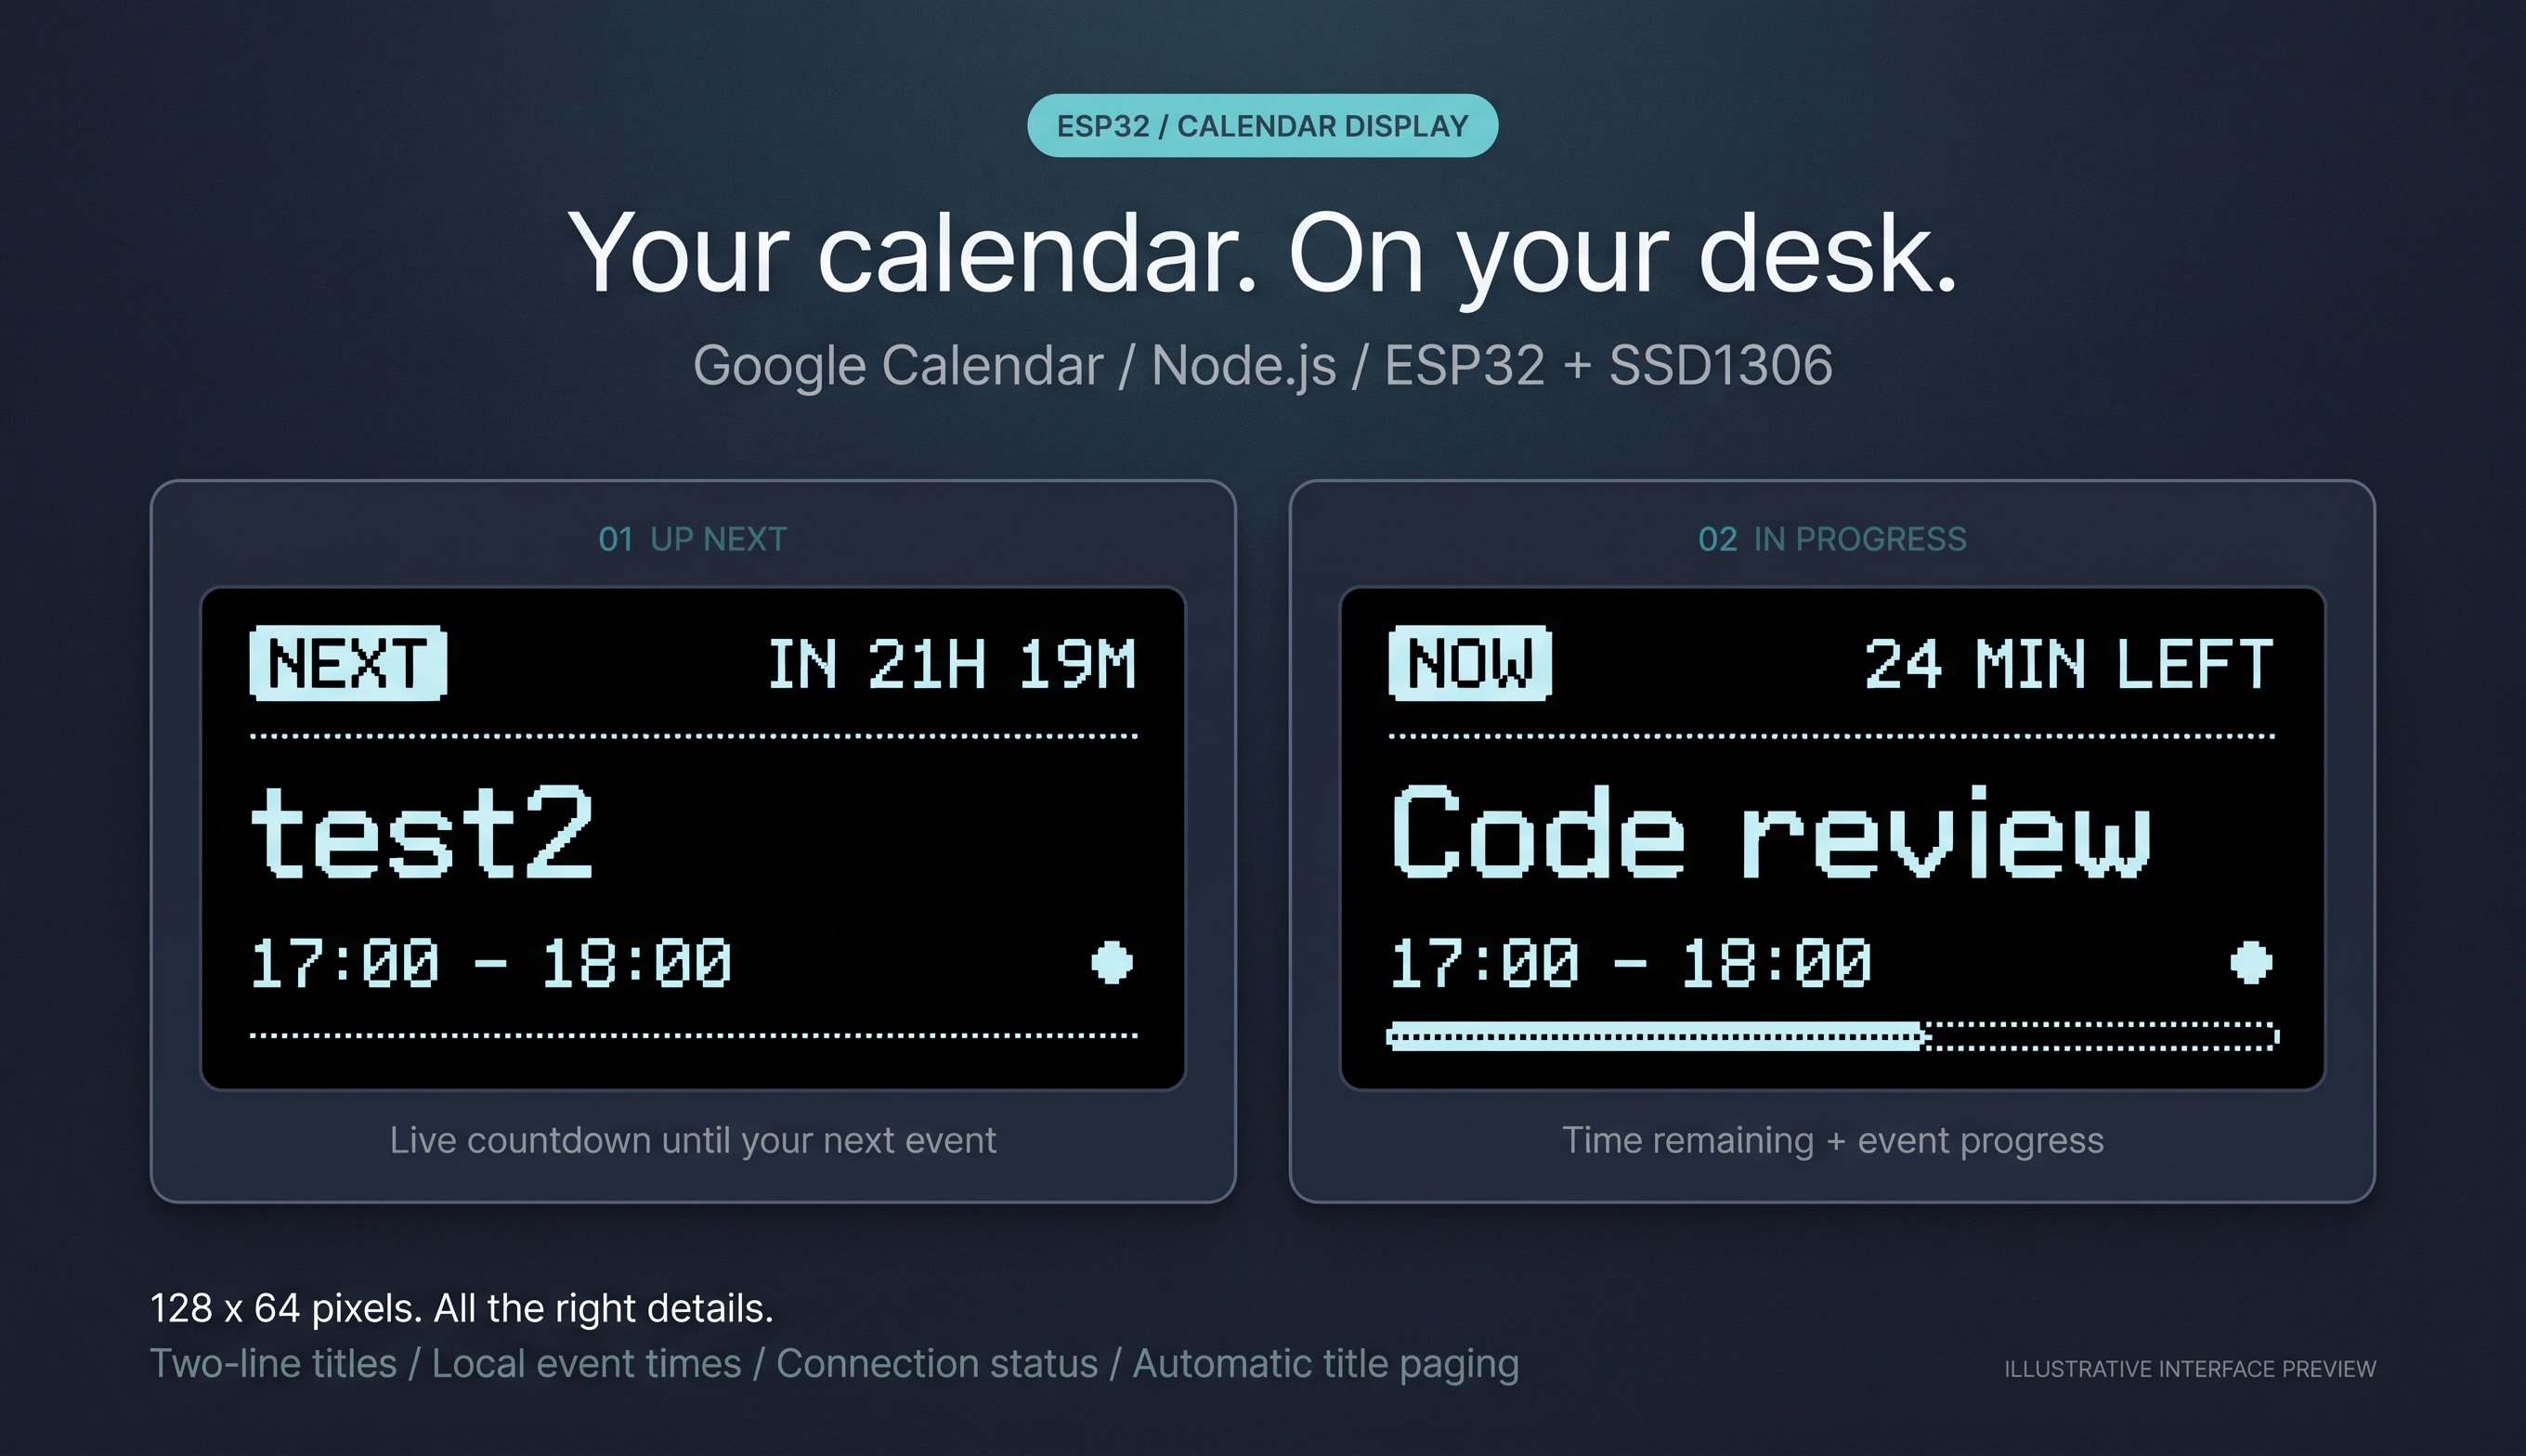 ESP32 / CALENDAR DISPLAY
Your calendar. On your desk.
Google Calendar / Node.js / ESP32 + SSD1306
01 UP NEXT
NEXT
IN 21H 19M
test2
17:00 – 18:00
Live countdown until your next event
02 IN PROGRESS
NOW
24 MIN LEFT
Code review
17:00 – 18:00
Time remaining + event progress
128 x 64 pixels. All the right details.
Two-line titles / Local event times / Connection status / Automatic title paging
ILLUSTRATIVE INTERFACE PREVIEW